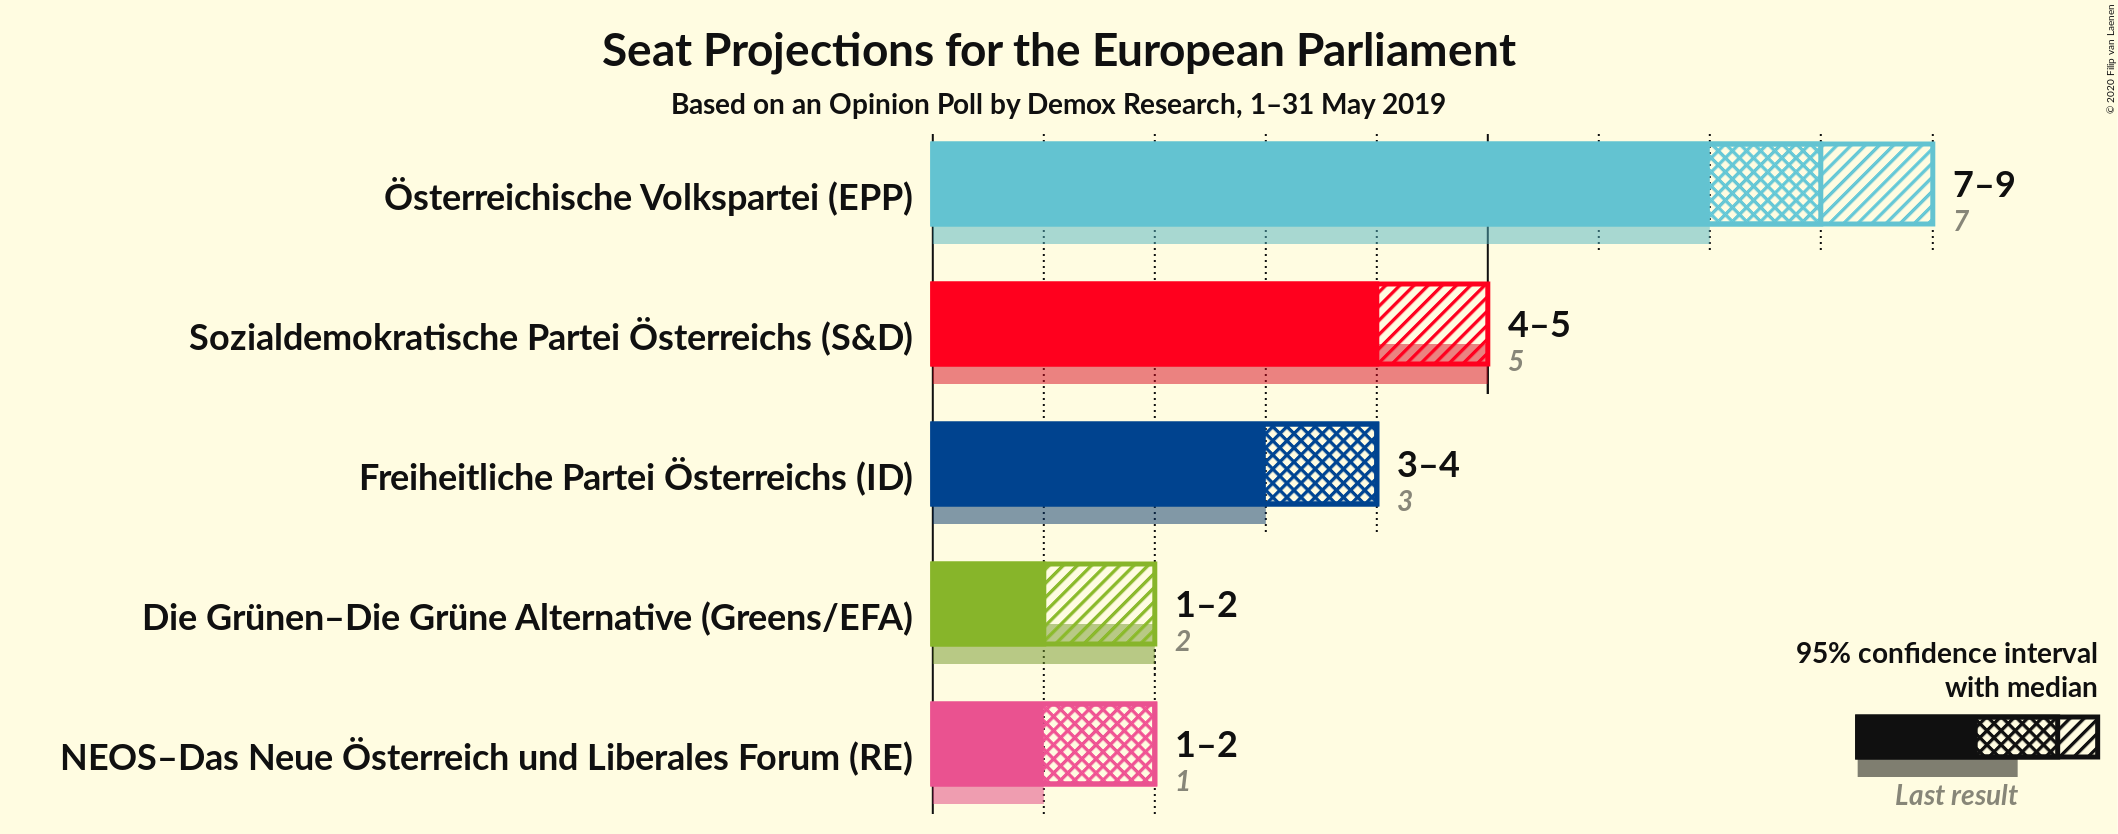 Seat Projections for the European Parliament
Based on an Opinion Poll by Demox Research, 1–31 May 2019
© 2020 Filip van Laenen
Österreichische Volkspartei (EPP)
7–9
7
Sozialdemokratische Partei Österreichs (S&D)
4–5
5
Freiheitliche Partei Österreichs (ID)
3–4
3
Die Grünen–Die Grüne Alternative (Greens/EFA)
1–2
2
NEOS–Das Neue Österreich und Liberales Forum (RE)
1–2
1
95% confidence interval
with median
Last result